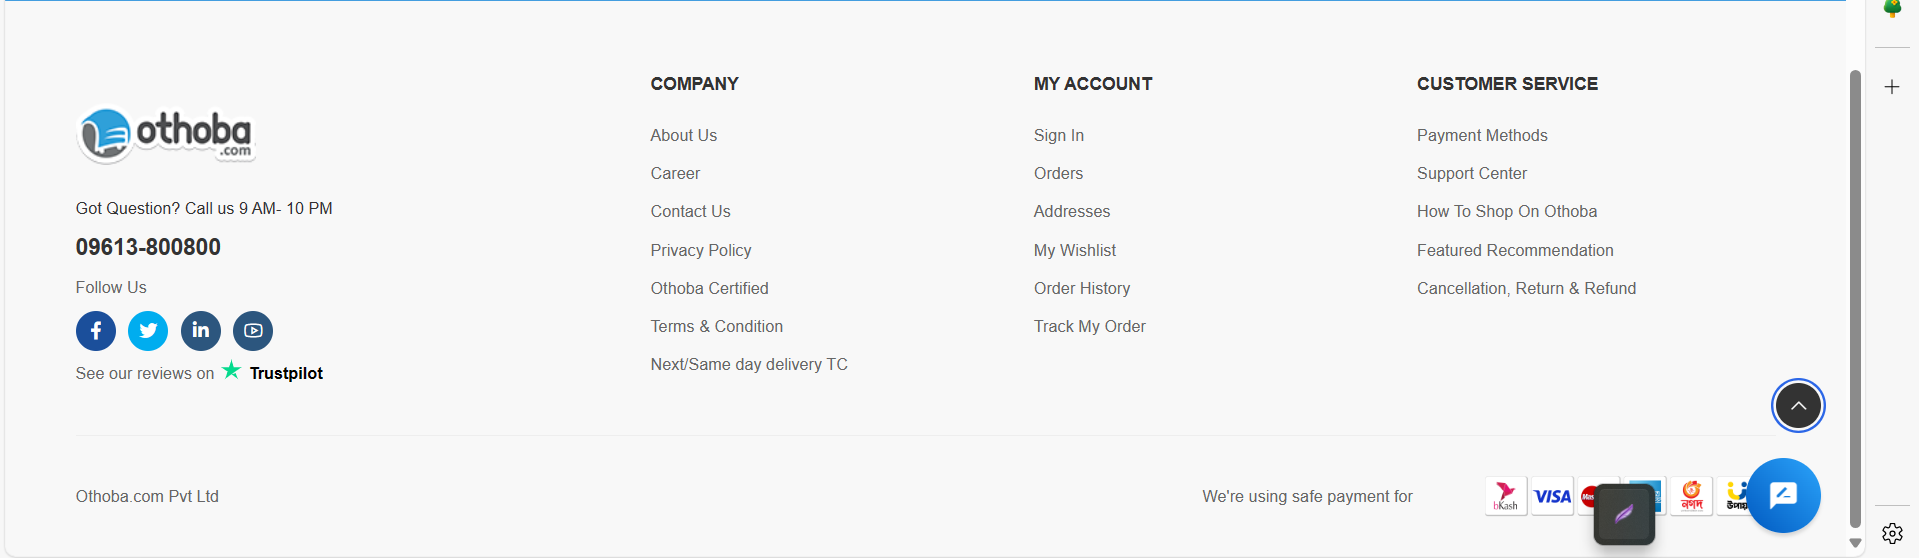 othoba
.com
Got Question? Call us 9 AM- 10 PM
09613-800800
Follow Us
See our reviews on Trustpilot
COMPANY
About Us
Career
Contact Us
Privacy Policy
Othoba Certified
Terms & Condition
Next/Same day delivery TC
MY ACCOUNT
Sign In
Orders
Addresses
My Wishlist
Order History
Track My Order
CUSTOMER SERVICE
Payment Methods
Support Center
How To Shop On Othoba
Featured Recommendation
Cancellation, Return & Refund
Othoba.com Pvt Ltd
We're using safe payment for
bKash
VISA
নগদ